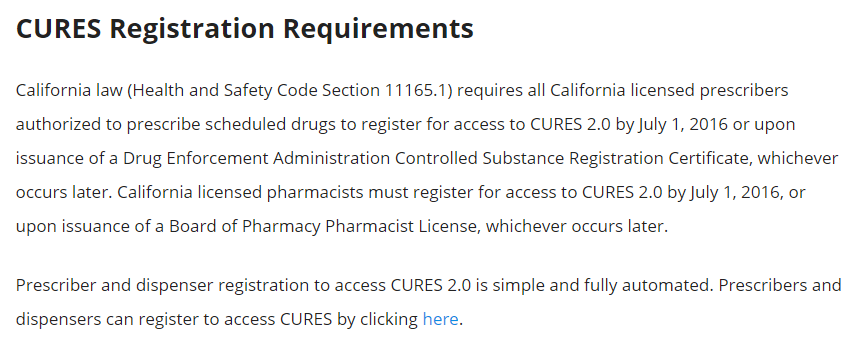 CURES Registration Requirements
California law (Health and Safety Code Section 11165.1) requires all California licensed prescribers
authorized to prescribe scheduled drugs to register for access to CURES 2.0 by July 1, 2016 or upon
issuance of a Drug Enforcement Administration Controlled Substance Registration Certificate, whichever
occurs later. California licensed pharmacists must register for access to CURES 2.0 by July 1, 2016, or
upon issuance of a Board of Pharmacy Pharmacist License, whichever occurs later.
Prescriber and dispenser registration to access CURES 2.0 is simple and fully automated. Prescribers and
dispensers can register to access CURES by clicking here.